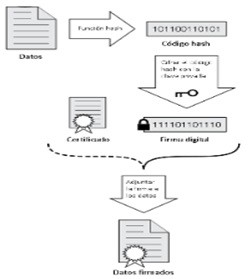 Función hash
101100110101
Datos
Código hash
Cifrar el código
hash con la
clave privada
111101101110
Certificado
Firma digital
Adjuntar
la firma a
los datos
Datos firmados